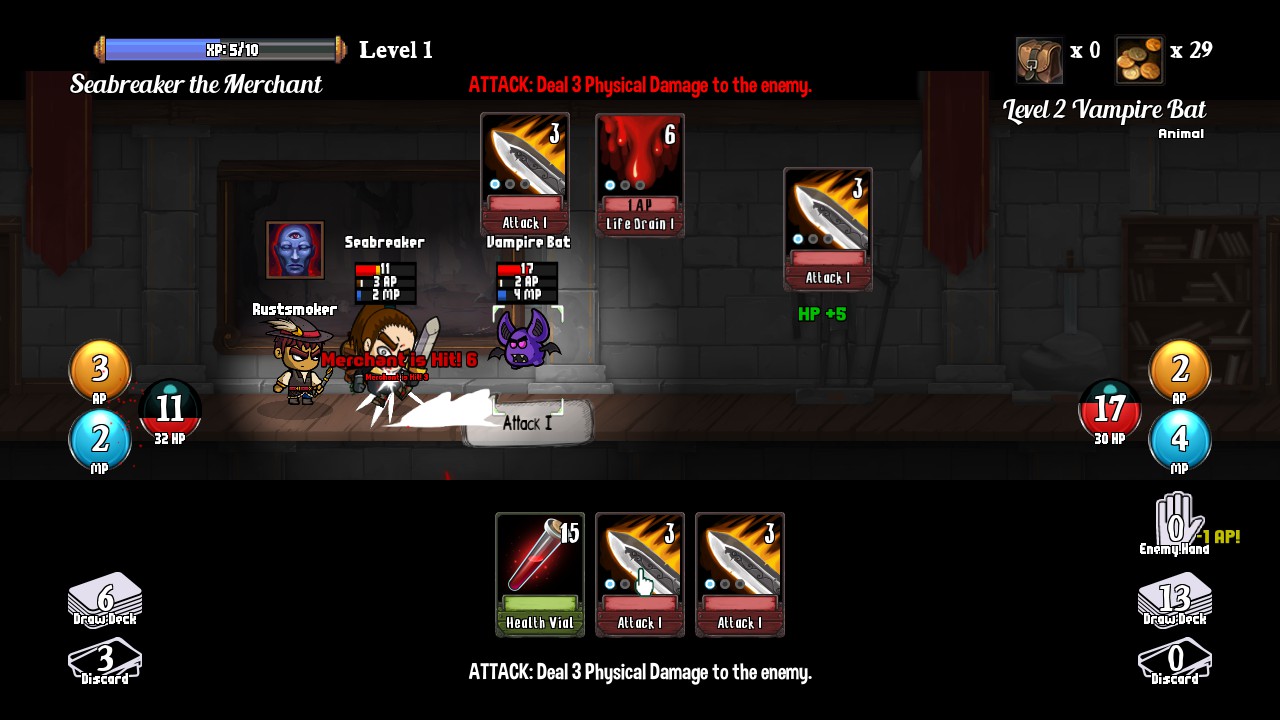 XP: 5/10
Level 1
x 0
x 29
Seabreaker the Merchant
ATTACK: Deal 3 Physical Damage to the enemy.
Level 2 Vampire Bat
Animal
3
Attack I
6
1 AP
Life Drain I
3
Attack I
HP +5
Seabreaker
11
3 AP
2 MP
Vampire Bat
17
2 AP
4 MP
Rustsmoker
Merchant is Hit! 6
Merchant is Hit! 3
Attack I
3
AP
2
MP
11
32 HP
2
AP
17
30 HP
4
MP
15
Health Vial
3
Attack I
3
Attack I
0
Enemy Hand
-1 AP!
6
Draw Deck
3
Discard
13
Draw Deck
0
Discard
ATTACK: Deal 3 Physical Damage to the enemy.